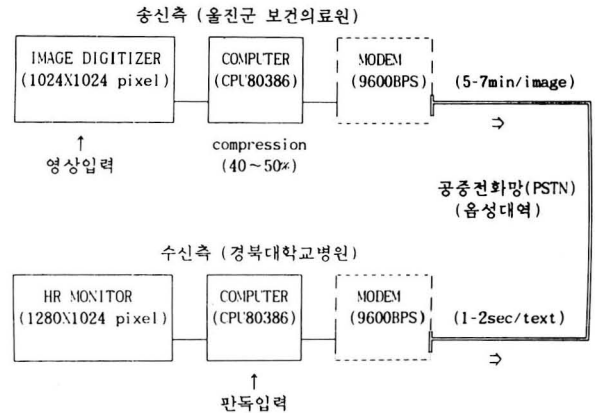 송신측 (울진군 보건의료원)
IMAGE DIGITIZER
(1024X1024 pixel)
COMPUTER
(CPU80386)
MODEM
(9600BPS)
(5-7min/image)
⇒
↑
영상입력
compression
(40～50%)
공중전화망(PSTN)
(음성대역)
수신측 (경북대학교병원)
HR MONITOR
(1280X1024 pixel)
COMPUTER
(CPU80386)
MODEM
(9600BPS)
(1-2sec/text)
⇒
↑
판독입력